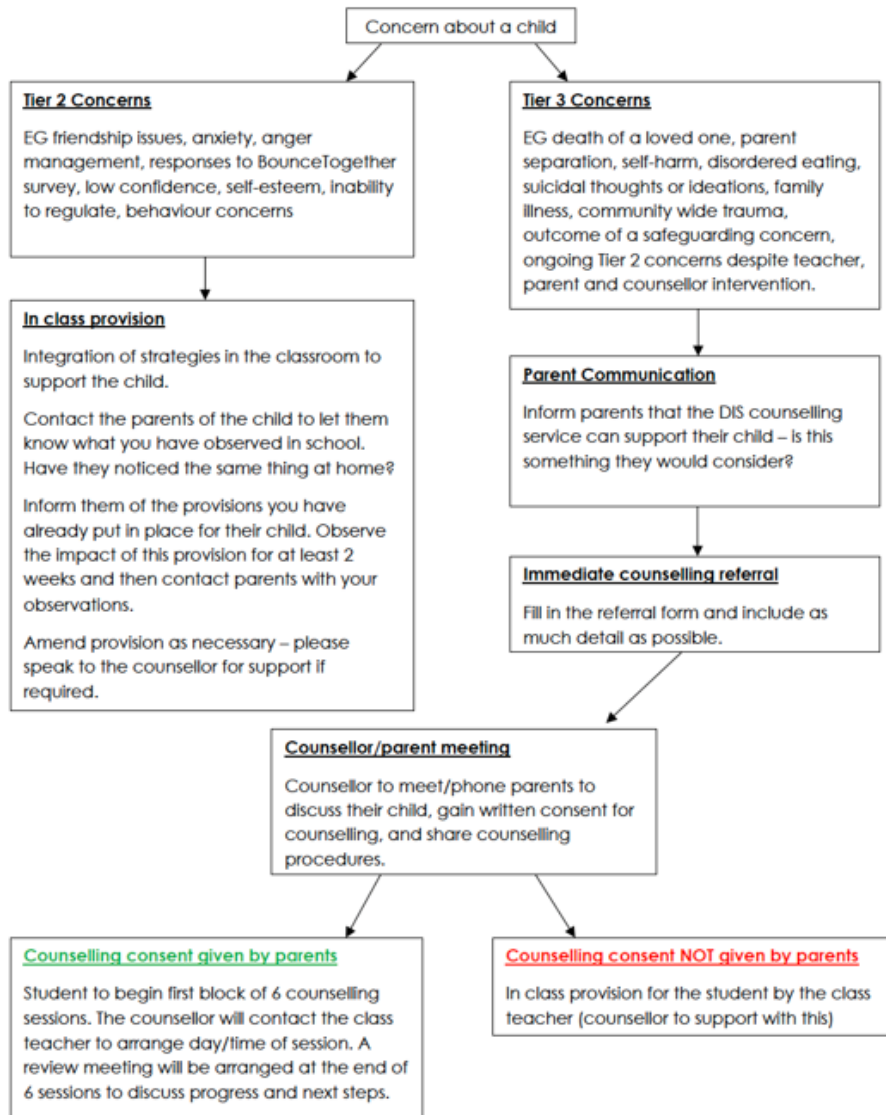 Concern about a child
Tier 2 Concerns
EG friendship issues, anxiety, anger
management, responses to BounceTogether
survey, low confidence, self-esteem, inability
to regulate, behaviour concerns
Tier 3 Concerns
EG death of a loved one, parent
separation, self-harm, disordered eating,
suicidal thoughts or ideations, family
illness, community wide trauma,
outcome of a safeguarding concern,
ongoing Tier 2 concerns despite teacher,
parent and counsellor intervention.
In class provision
Integration of strategies in the classroom to
support the child.
Contact the parents of the child to let them
know what you have observed in school.
Have they noticed the same thing at home?
Inform them of the provisions you have
already put in place for their child. Observe
the impact of this provision for at least 2
weeks and then contact parents with your
observations.
Amend provision as necessary – please
speak to the counsellor for support if
required.
Parent Communication
Inform parents that the DIS counselling
service can support their child – is this
something they would consider?
Immediate counselling referral
Fill in the referral form and include as
much detail as possible.
Counsellor/parent meeting
Counsellor to meet/phone parents to
discuss their child, gain written consent for
counselling, and share counselling
procedures.
Counselling consent given by parents
Student to begin first block of 6 counselling
sessions. The counsellor will contact the class
teacher to arrange day/time of session. A
review meeting will be arranged at the end of
6 sessions to discuss progress and next steps.
Counselling consent NOT given by parents
In class provision for the student by the class
teacher (counsellor to support with this)